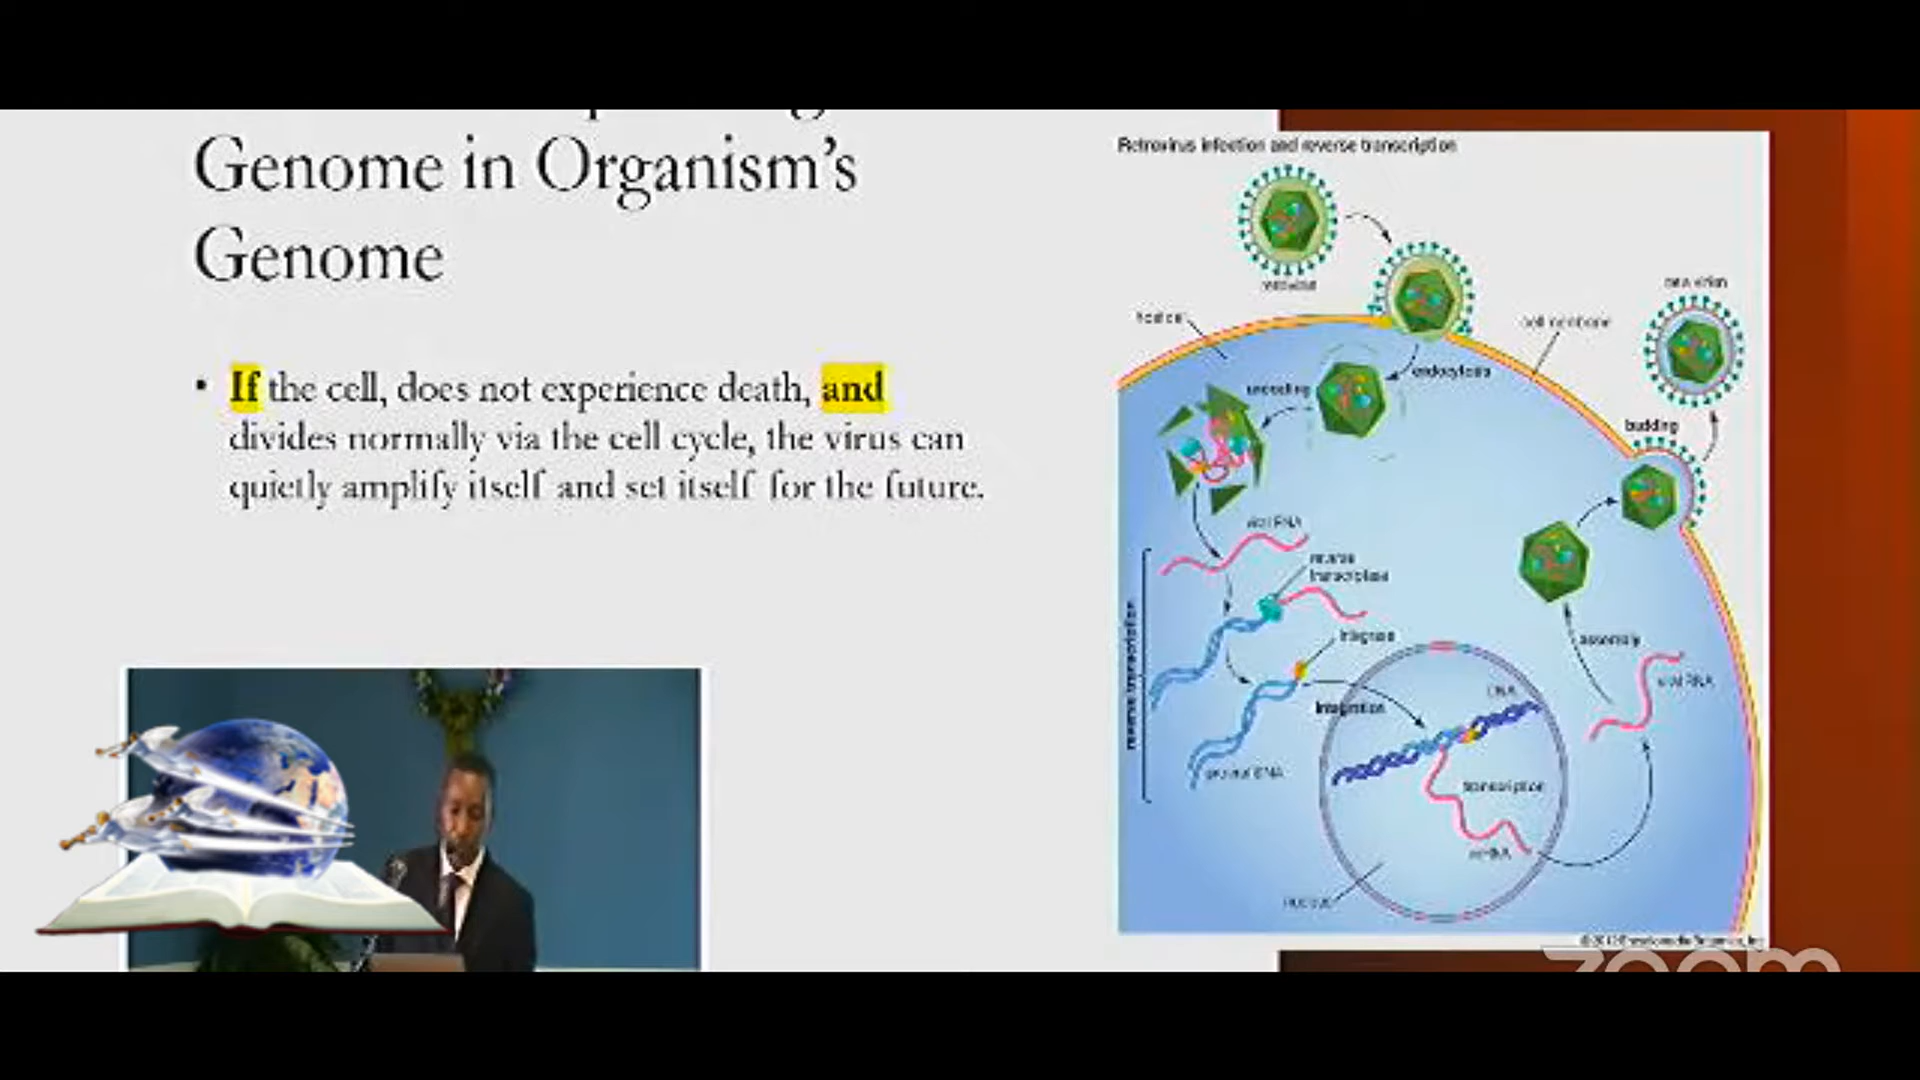 Genome in Organism's
Genome
• If the cell, does not experience death, and
divides normally via the cell cycle, the virus can
quietly amplify itself and set itself for the future.
Retrovirus infection and reverse transcription
retrovirus
new virion
host cell
cell membrane
endocytosis
uncoating
budding
viral RNA
reverse
transcriptase
integrase
assembly
reverse transcription
DNA
viral RNA
integration
transcription
mRNA
nucleus
zoom